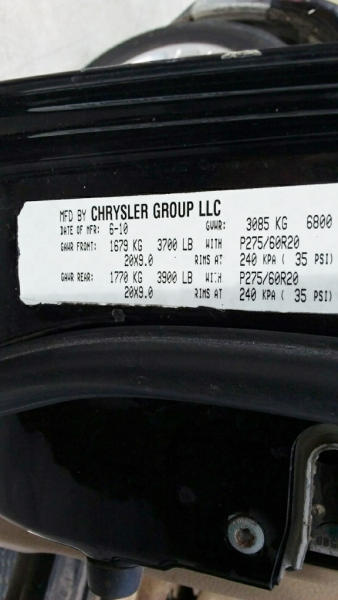 MFD BY CHRYSLER GROUP LLC
DATE OF MFR: 6-10 GVWR: 3085 KG 6800
GAWR FRONT: 1679 KG 3700 LB WITH P275/60R20
20X9.0 RIMS AT 240 KPA ( 35 PSI)
GAWR REAR: 1770 KG 3900 LB WITH P275/60R20
20X9.0 RIMS AT 240 KPA ( 35 PSI)